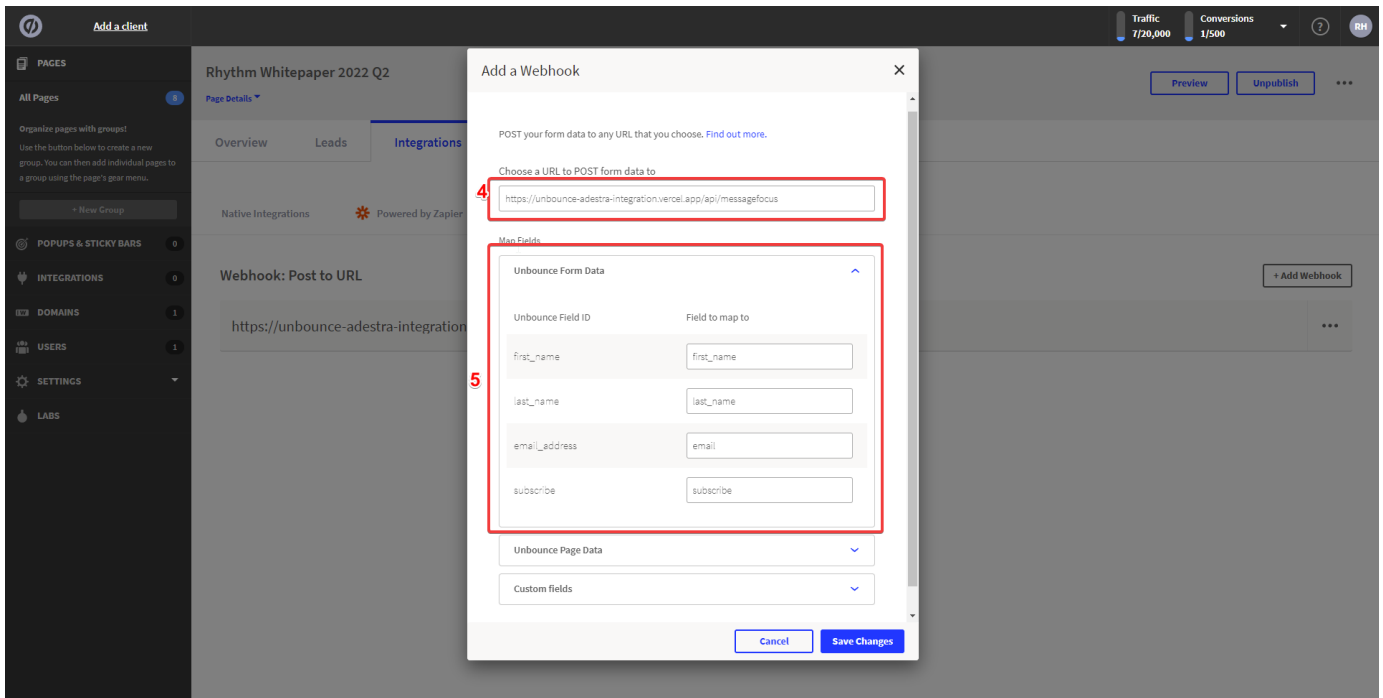 Add a client
Traffic
7/20,000
Conversions
1/500
?
RH
PAGES
All Pages
8
Organize pages with groups!
Use the button below to create a new
group. You can then add individual pages to
a group using the page's gear menu.
+ New Group
POPUPS & STICKY BARS
0
INTEGRATIONS
0
DOMAINS
1
USERS
1
SETTINGS
LABS
Rhythm Whitepaper 2022 Q2
Page Details
Preview
Unpublish
Overview
Leads
Integrations
Native Integrations
Powered by Zapier
Webhook: Post to URL
+ Add Webhook
https://unbounce-adestra-integration
Add a Webhook
POST your form data to any URL that you choose. Find out more.
Choose a URL to POST form data to
4
https://unbounce-adestra-integration.vercel.app/api/messagefocus
Map Fields
5
Unbounce Form Data
Unbounce Field ID
Field to map to
first_name
first_name
last_name
last_name
email_address
email
subscribe
subscribe
Unbounce Page Data
Custom fields
Cancel
Save Changes